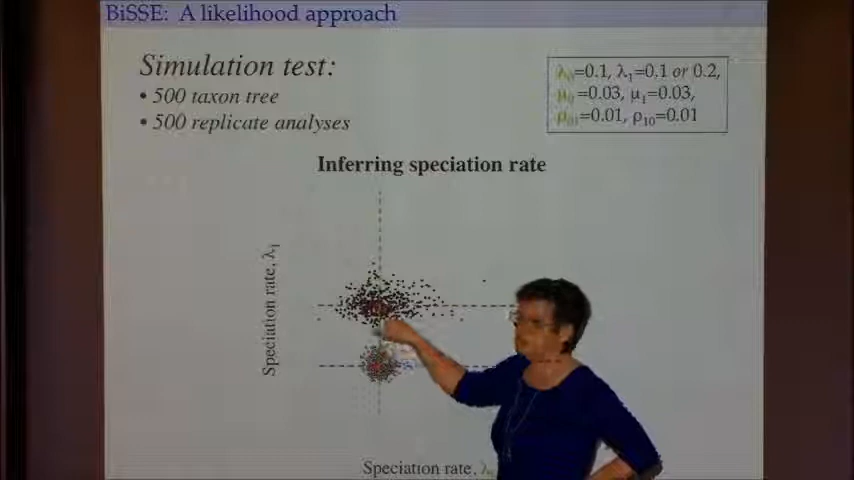 BiSSE: A likelihood approach
Simulation test:
• 500 taxon tree
• 500 replicate analyses
λ₀=0.1, λ₁=0.1 or 0.2,
μ₀=0.03, μ₁=0.03,
ρ₀₁=0.01, ρ₁₀=0.01
Inferring speciation rate
Speciation rate, λ₁
Speciation rate, λ